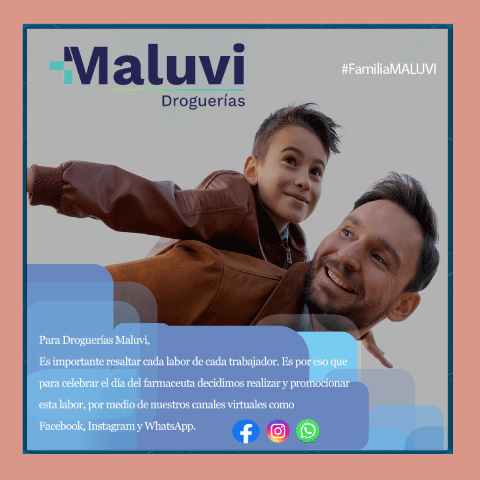 Maluvi
Droguerías
#FamiliaMALUVI
Para Droguerías Maluvi,
Es importante resaltar cada labor de cada trabajador. Es por eso que
para celebrar el día del farmaceuta decidimos realizar y promocionar
esta labor, por medio de nuestros canales virtuales como
Facebook, Instagram y WhatsApp.